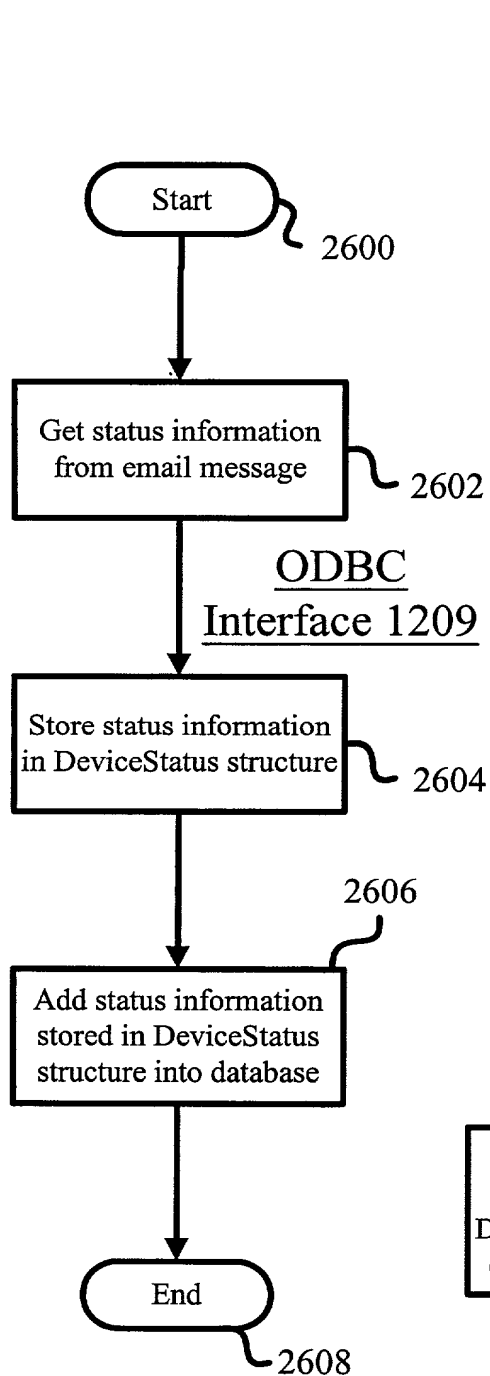 Start
2600
Get status information
from email message
2602
ODBC
Interface 1209
Store status information
in DeviceStatus structure
2604
2606
Add status information
stored in DeviceStatus
structure into database
D
End
2608